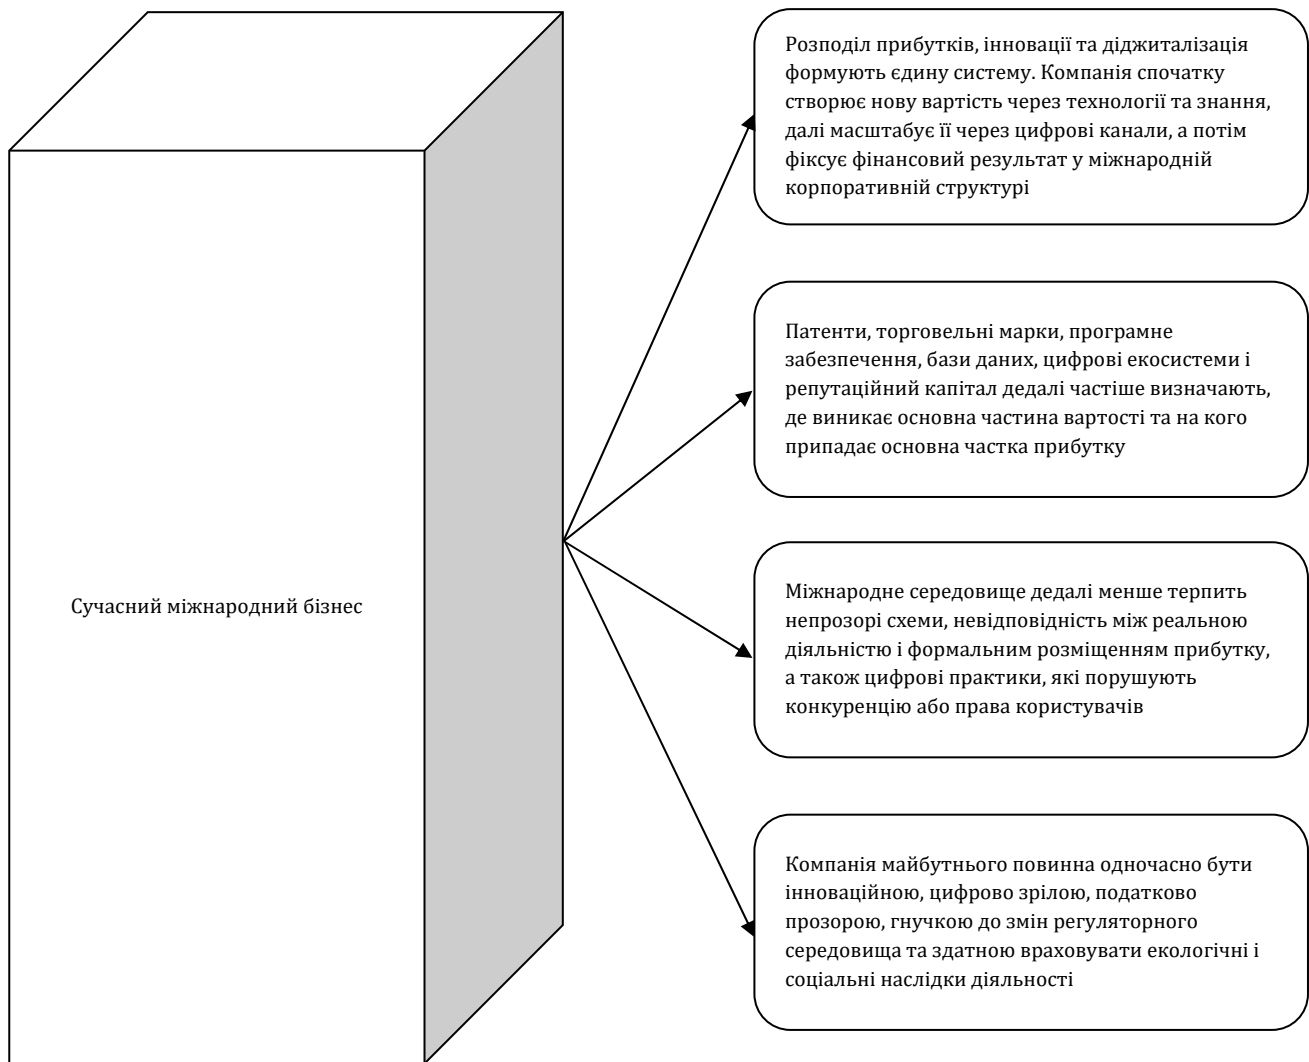 Розподіл прибутків, інновації та діджиталізація
формують єдину систему. Компанія спочатку
створює нову вартість через технології та знання,
далі масштабує її через цифрові канали, а потім
фіксує фінансовий результат у міжнародній
корпоративній структурі
Патенти, торговельні марки, програмне
забезпечення, бази даних, цифрові екосистеми і
репутаційний капітал дедалі частіше визначають,
де виникає основна частина вартості та на кого
припадає основна частка прибутку
Сучасний міжнародний бізнес
Міжнародне середовище дедалі менше терпить
непрозорі схеми, невідповідність між реальною
діяльністю і формальним розміщенням прибутку,
а також цифрові практики, які порушують
конкуренцію або права користувачів
Компанія майбутнього повинна одночасно бути
інноваційною, цифрово зрілою, податково
прозорою, гнучкою до змін регуляторного
середовища та здатною враховувати екологічні і
соціальні наслідки діяльності